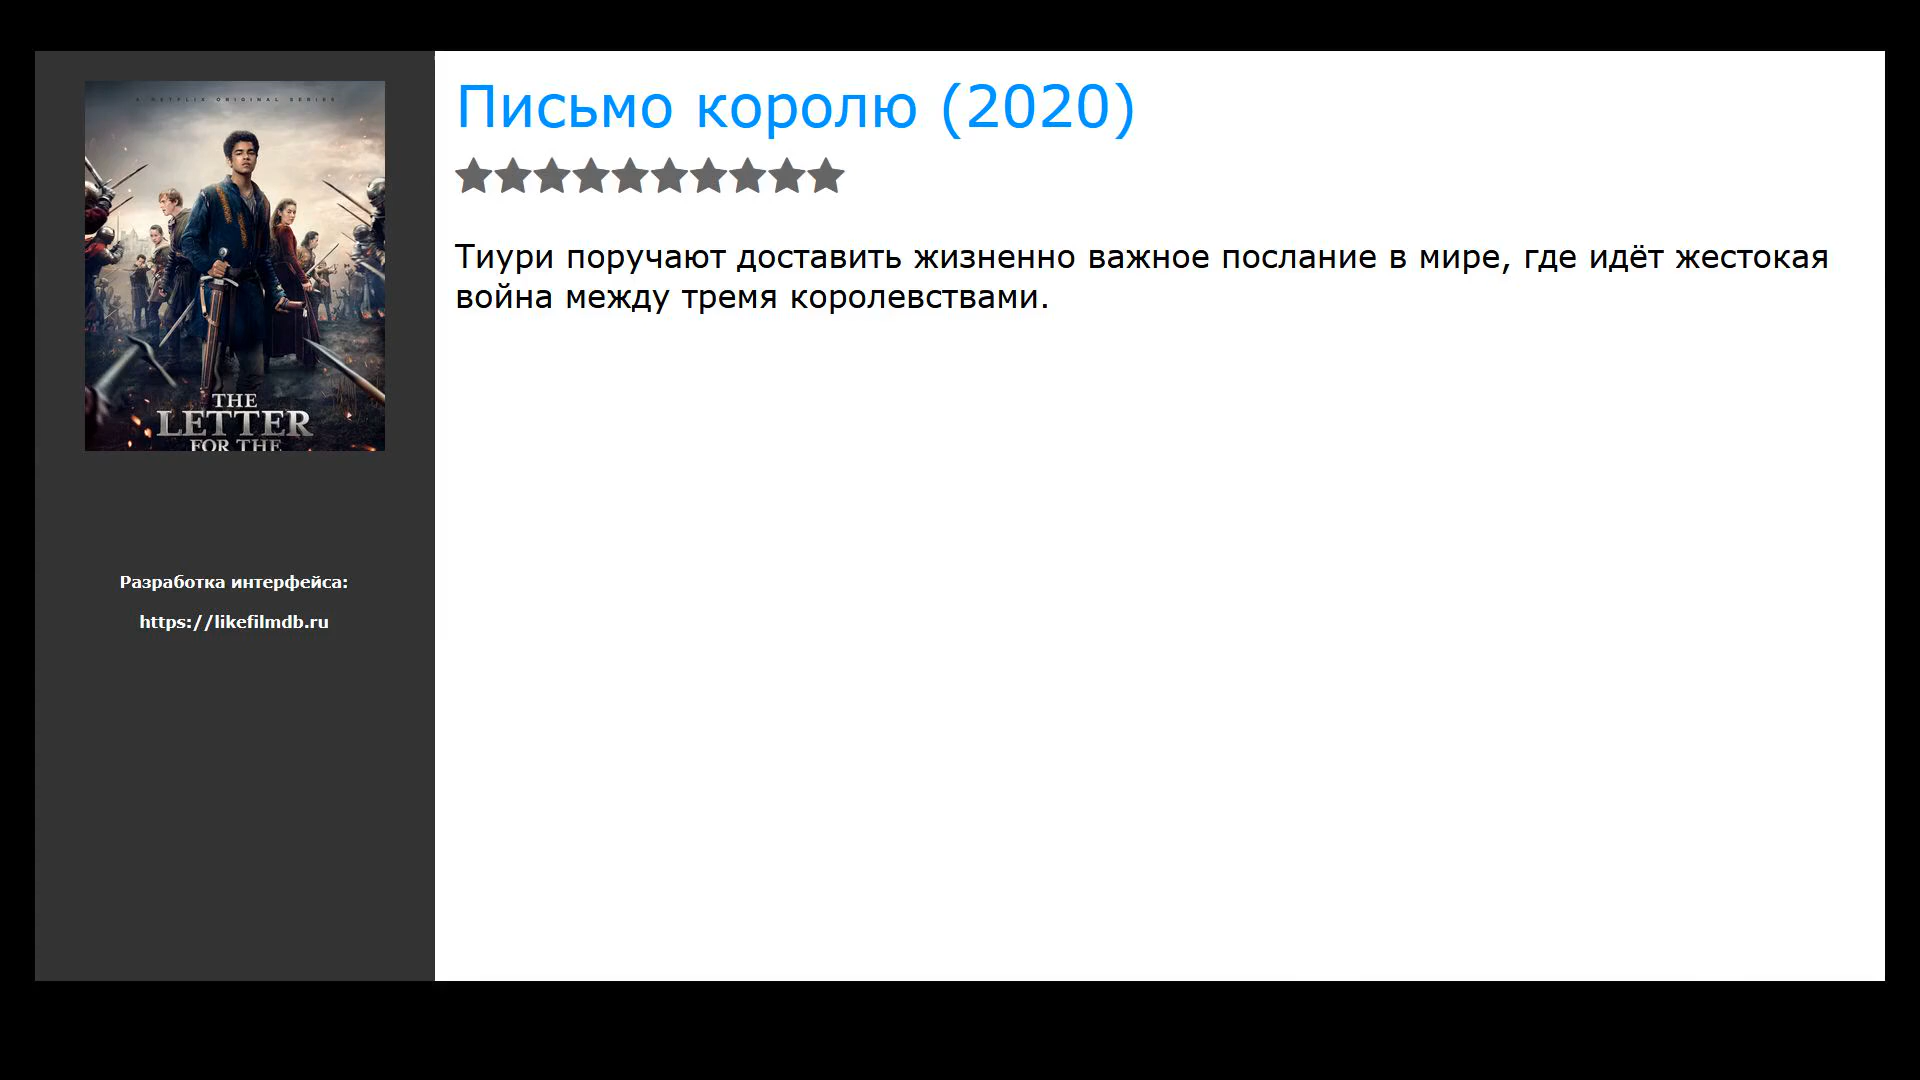 A NETFLIX ORIGINAL SERIES
THE
LETTER
FOR THE
Письмо королю (2020)
Тиури поручают доставить жизненно важное послание в мире, где идёт жестокая
война между тремя королевствами.
Разработка интерфейса:
https://likefilmdb.ru